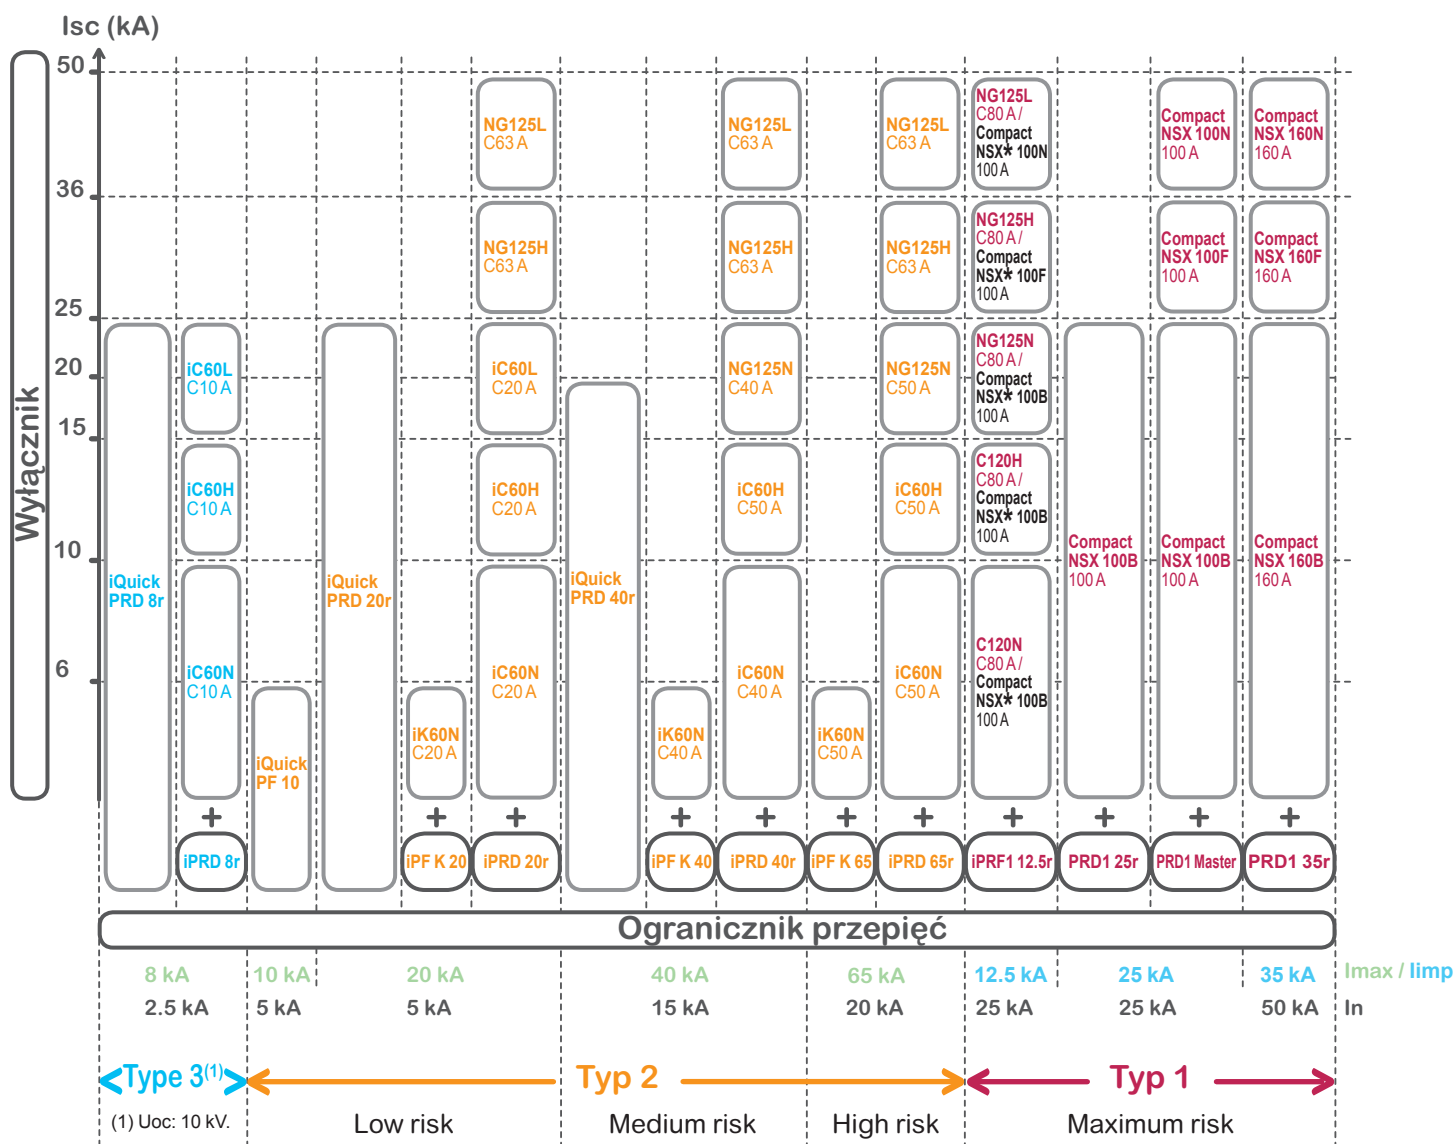 Isc (kA)
Wyłącznik
50
36
25
20
15
10
6
NG125L
C63 A
NG125L
C63 A
NG125L
C63 A
NG125L
C80 A /
Compact
NSX* 100N
100 A
Compact
NSX 100N
100 A
Compact
NSX 160N
160 A
NG125H
C63 A
NG125H
C63 A
NG125H
C63 A
NG125H
C80 A /
Compact
NSX* 100F
100 A
Compact
NSX 100F
100 A
Compact
NSX 160F
160 A
iC60L
C10 A
iC60L
C20 A
NG125N
C40 A
NG125N
C50 A
NG125N
C80 A /
Compact
NSX* 100B
100 A
iC60H
C10 A
iC60H
C20 A
iC60H
C50 A
iC60H
C50 A
C120H
C80 A /
Compact
NSX* 100B
100 A
iQuick
PRD 8r
iQuick
PRD 20r
iQuick
PRD 40r
Compact
NSX 100B
100 A
Compact
NSX 100B
100 A
Compact
NSX 160B
160 A
iC60N
C10 A
iC60N
C20 A
iC60N
C40 A
iC60N
C50 A
C120N
C80 A /
Compact
NSX* 100B
100 A
iQuick
PF 10
iK60N
C20 A
iK60N
C40 A
iK60N
C50 A
+ + + + + + + + + + +
iPRD 8r
iPF K 20
iPRD 20r
iPF K 40
iPRD 40r
iPF K 65
iPRD 65r
iPRF1 12.5r
PRD1 25r
PRD1 Master
PRD1 35r
Ogranicznik przepięć
8 kA 10 kA 20 kA 40 kA 65 kA 12.5 kA 25 kA 35 kA Imax / limp
2.5 kA 5 kA 5 kA 15 kA 20 kA 25 kA 25 kA 50 kA In
Type 3(1) Typ 2 Typ 1
(1) Uoc: 10 kV. Low risk Medium risk High risk Maximum risk